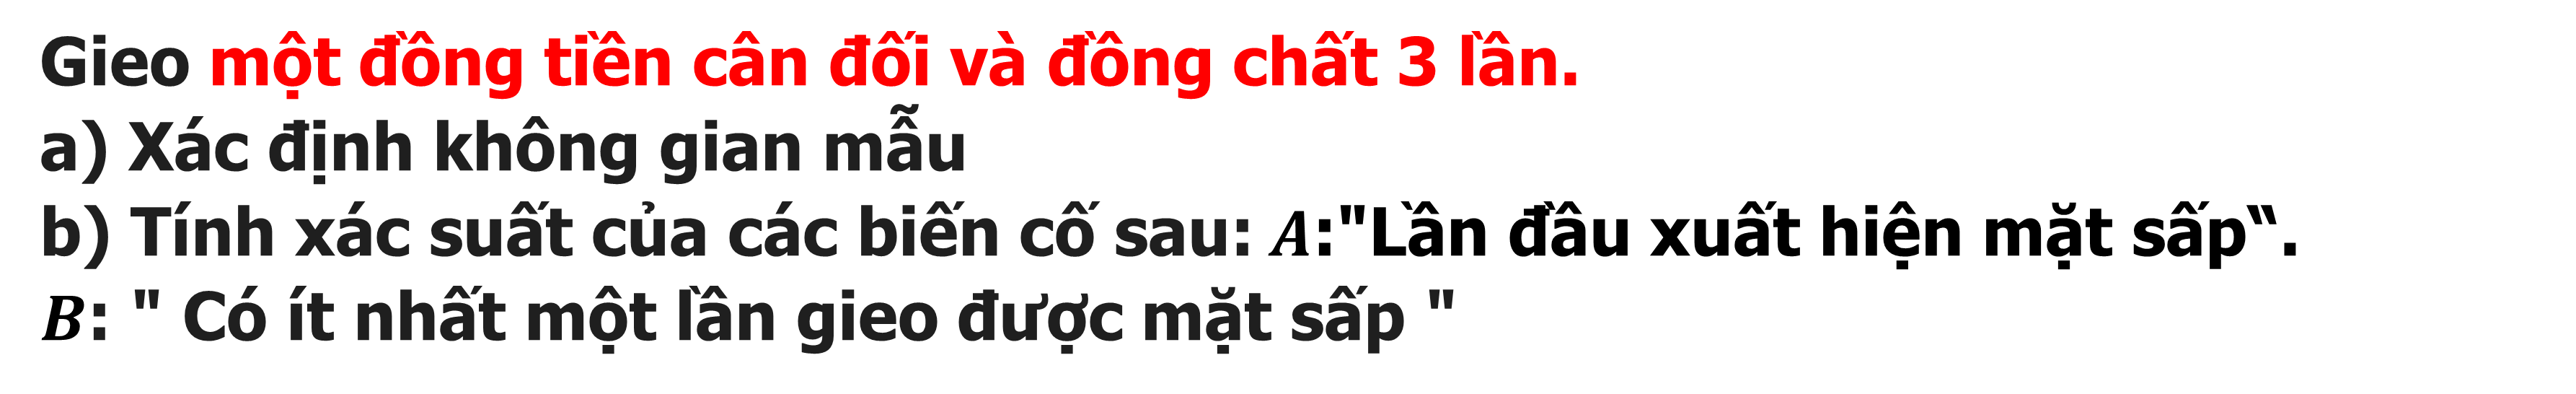 Gieo một đồng tiền cân đối và đồng chất 3 lần.
a) Xác định không gian mẫu
b) Tính xác suất của các biến cố sau: A:"Lần đầu xuất hiện mặt sấp“.
B: " Có ít nhất một lần gieo được mặt sấp "